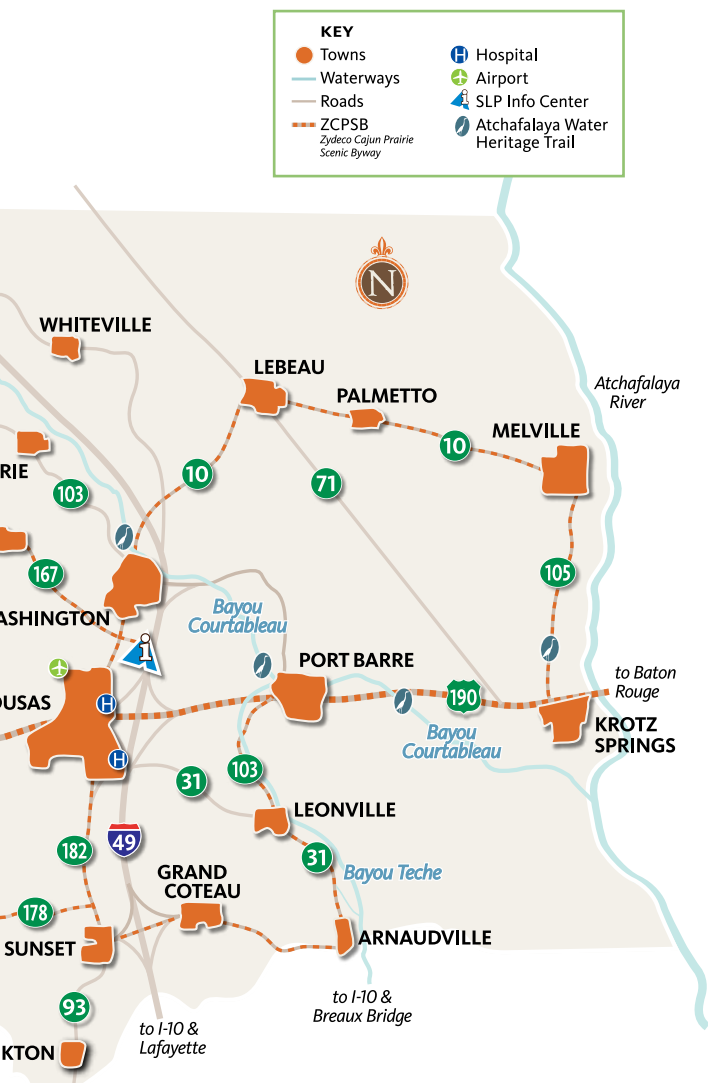 KEY
Towns
Waterways
Roads
ZCPSB
Zydeco Cajun Prairie
Scenic Byway
H Hospital
Airport
i SLP Info Center
Atchafalaya Water
Heritage Trail
N
WHITEVILLE
LEBEAU
PALMETTO
Atchafalaya
River
MELVILLE
10
RIE
10
71
103
105
167
ASHINGTON
Bayou
Courtableau
i
PORT BARRE
to Baton
Rouge
OUSAS
H
190
KROTZ
SPRINGS
Bayou
Courtableau
H
103
31
LEONVILLE
49
182
31
GRAND
COTEAU
Bayou Teche
178
SUNSET
ARNAUDVILLE
to I-10 &
Breaux Bridge
93
to I-10 &
Lafayette
KTON